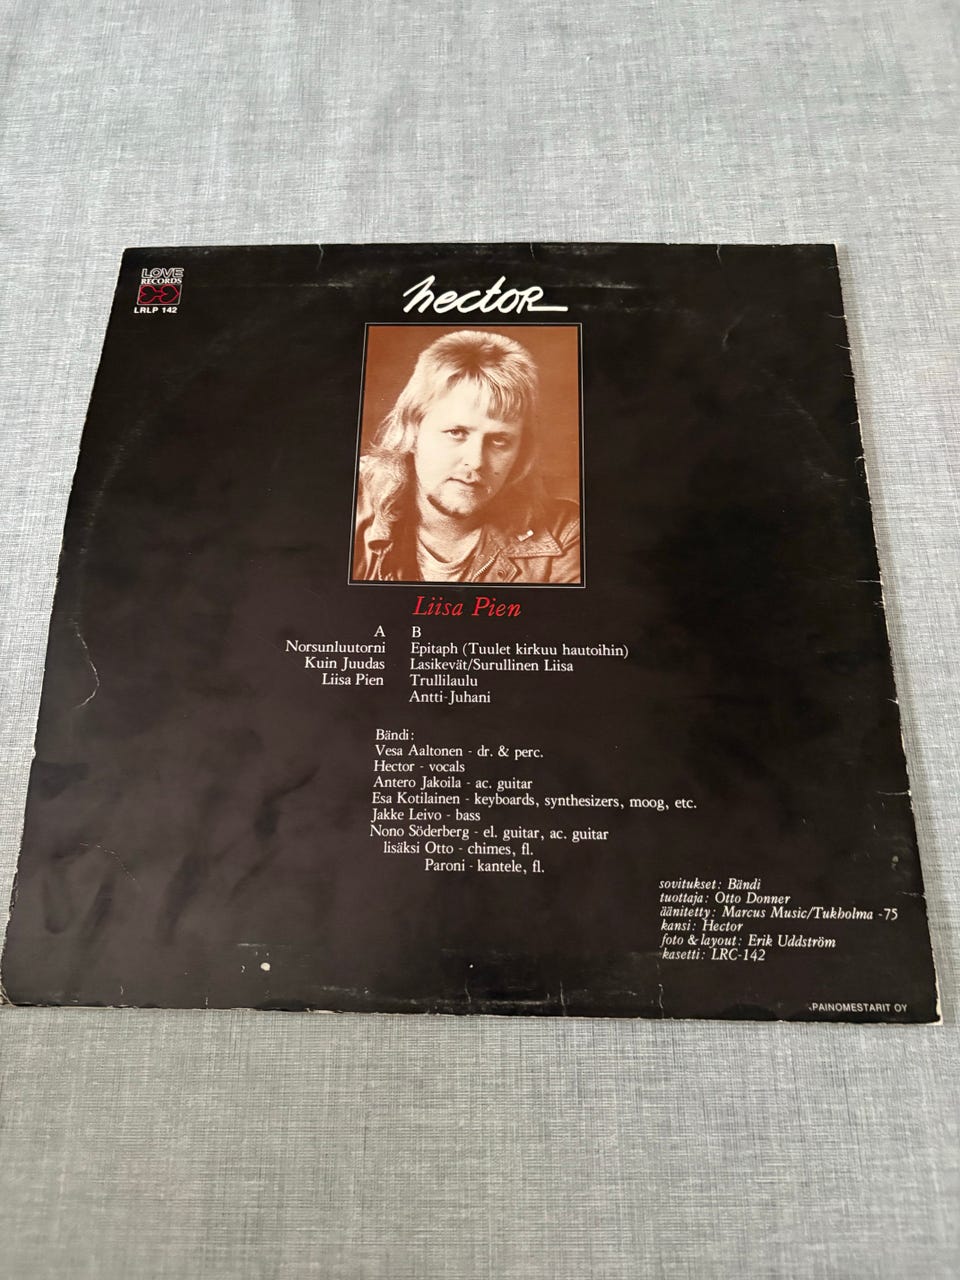 LOVE
RECORDS
LRLP 142
hector
Liisa Pien
A
Norsunluutorni
Kuin Juudas
Liisa Pien
B
Epitaph (Tuulet kirkuu hautoihin)
Lasikevät/Surullinen Liisa
Trullilaulu
Antti-Juhani
Bändi:
Vesa Aaltonen - dr. & perc.
Hector - vocals
Antero Jakoila - ac. guitar
Esa Kotilainen - keyboards, synthesizers, moog, etc.
Jakke Leivo - bass
Nono Söderberg - el. guitar, ac. guitar
lisäksi Otto - chimes, fl.
Paroni - kantele, fl.
sovitukset: Bändi
tuottaja: Otto Donner
äänitetty: Marcus Music/Tukholma -75
kansi: Hector
foto & layout: Erik Uddström
kasetti: LRC-142
PAINOMESTARIT OY